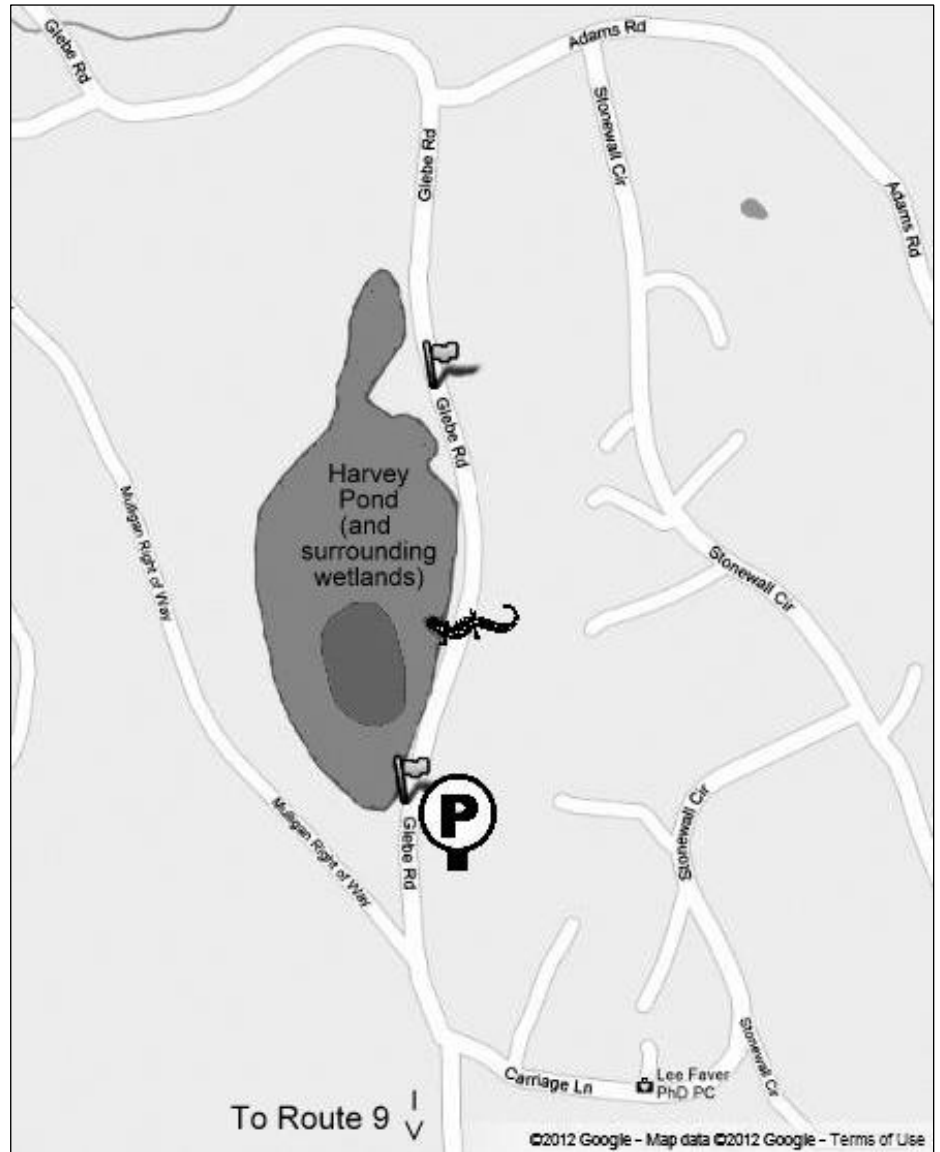 Glebe Rd
Adams Rd
Stonewall Cir
Glebe Rd
Adams Rd
Glebe Rd
Harvey
Pond
(and
surrounding
wetlands)
Mulligan Right of Way
Stonewall Cir
P
Mulligan Right of Way
Glebe Rd
Stonewall Cir
Stonewall Cir
Carriage Ln
Lee Faver
PhD PC
To Route 9
©2012 Google - Map data ©2012 Google - Terms of Use